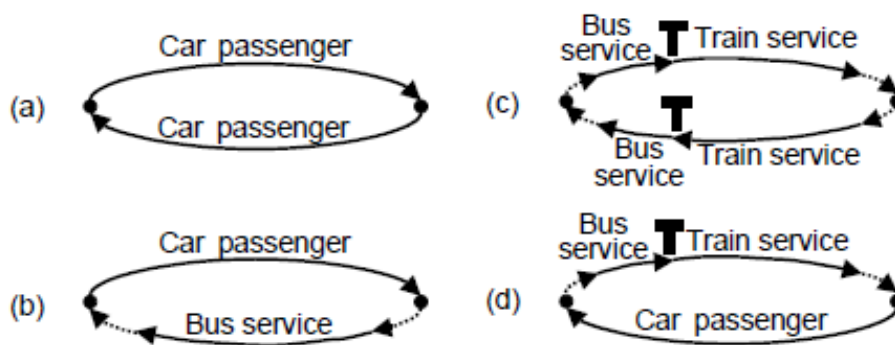 (a)
Car passenger
Car passenger
(b)
Car passenger
Bus service
(c)
Bus
service
T
Train service
T
Bus
service
Train service
(d)
Bus
service
T
Train service
Car passenger